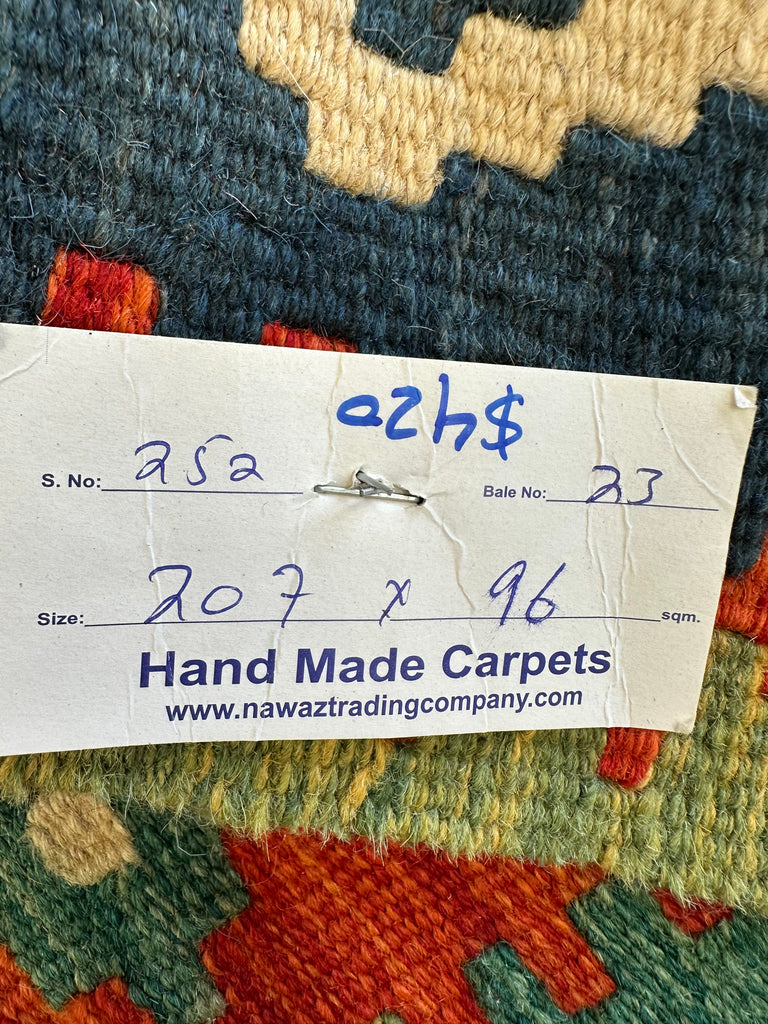 $420
S. No: 252
Bale No: 23
Size: 207 x 96 sqm.
Hand Made Carpets
www.nawaztradingcompany.com